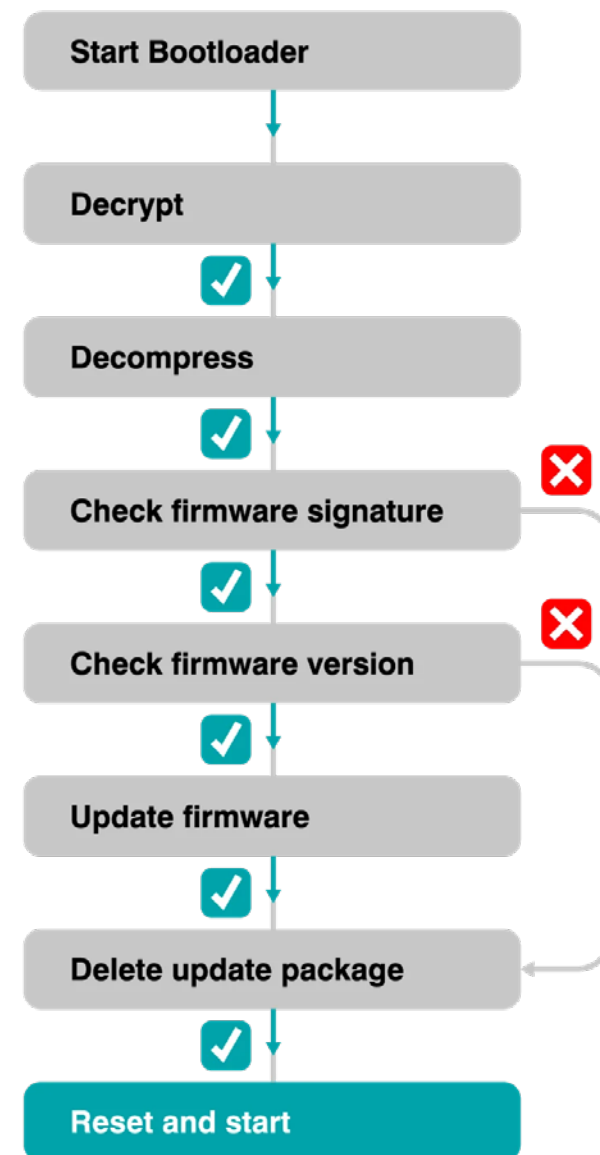 Start Bootloader
Decrypt
Decompress
Check firmware signature
Check firmware version
Update firmware
Delete update package
Reset and start